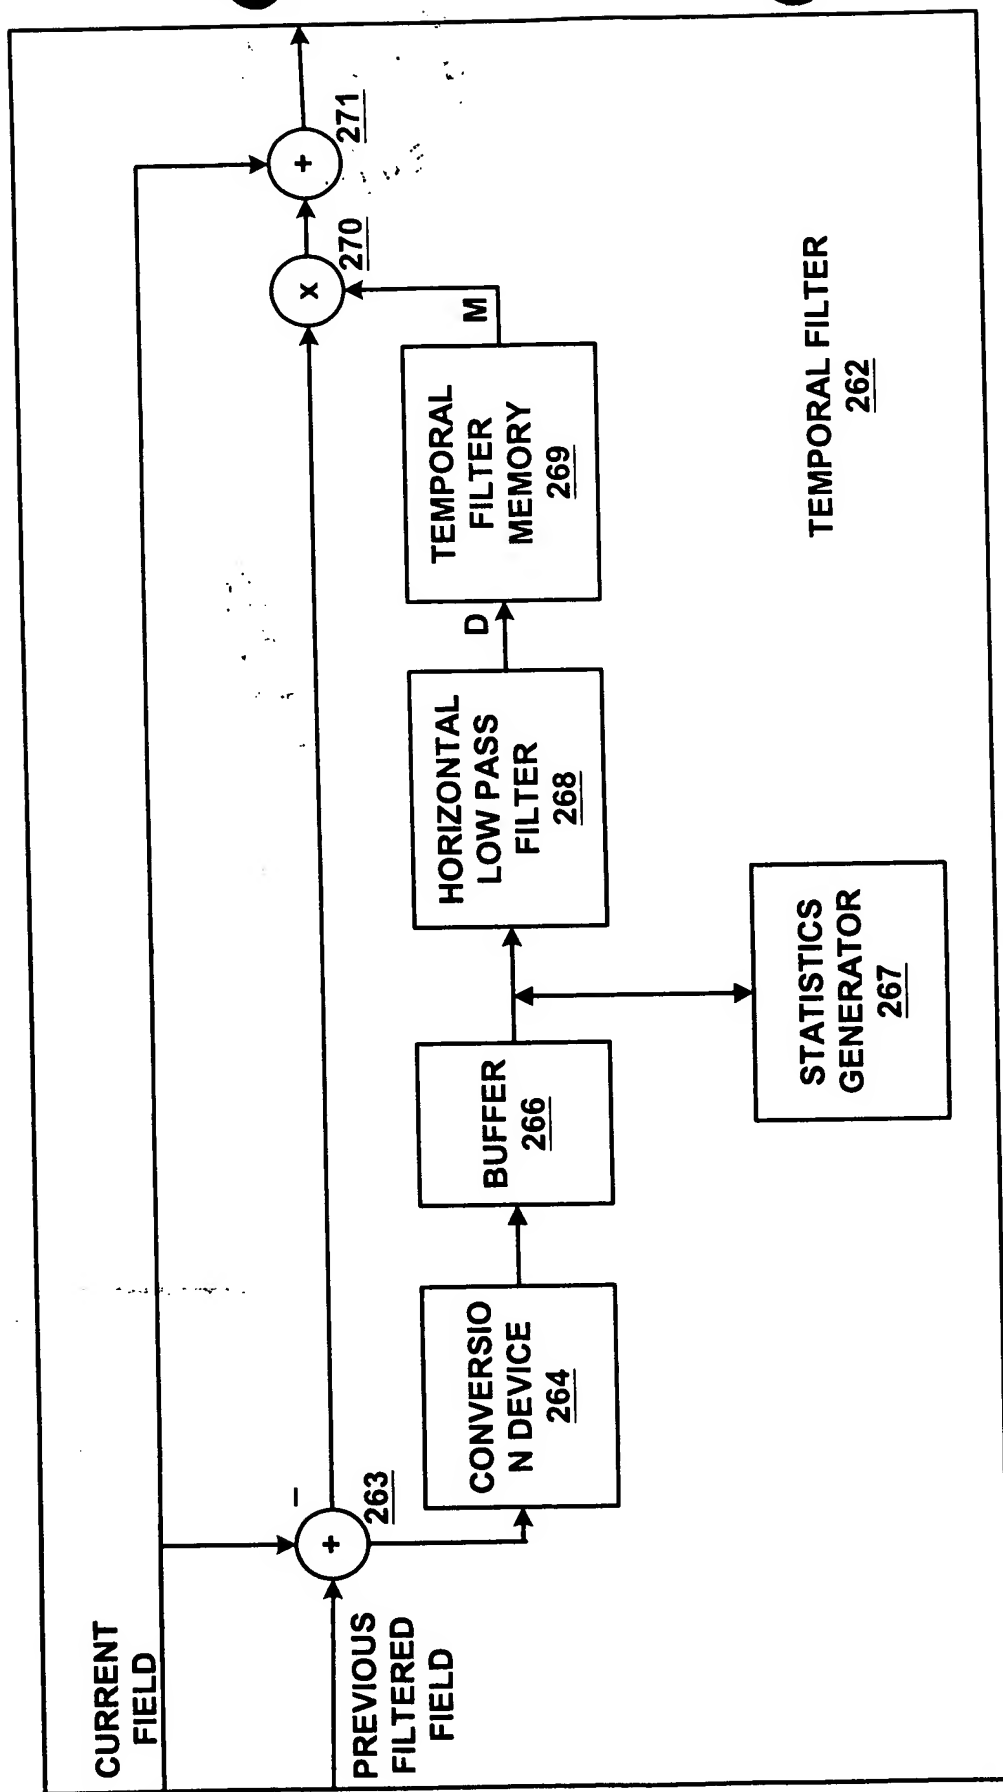 CURRENT
FIELD
PREVIOUS
FILTERED
FIELD
–
+
263
CONVERSIO
N DEVICE
264
BUFFER
266
STATISTICS
GENERATOR
267
HORIZONTAL
LOW PASS
FILTER
268
D
TEMPORAL
FILTER
MEMORY
269
M
x
270
+
271
TEMPORAL FILTER
262